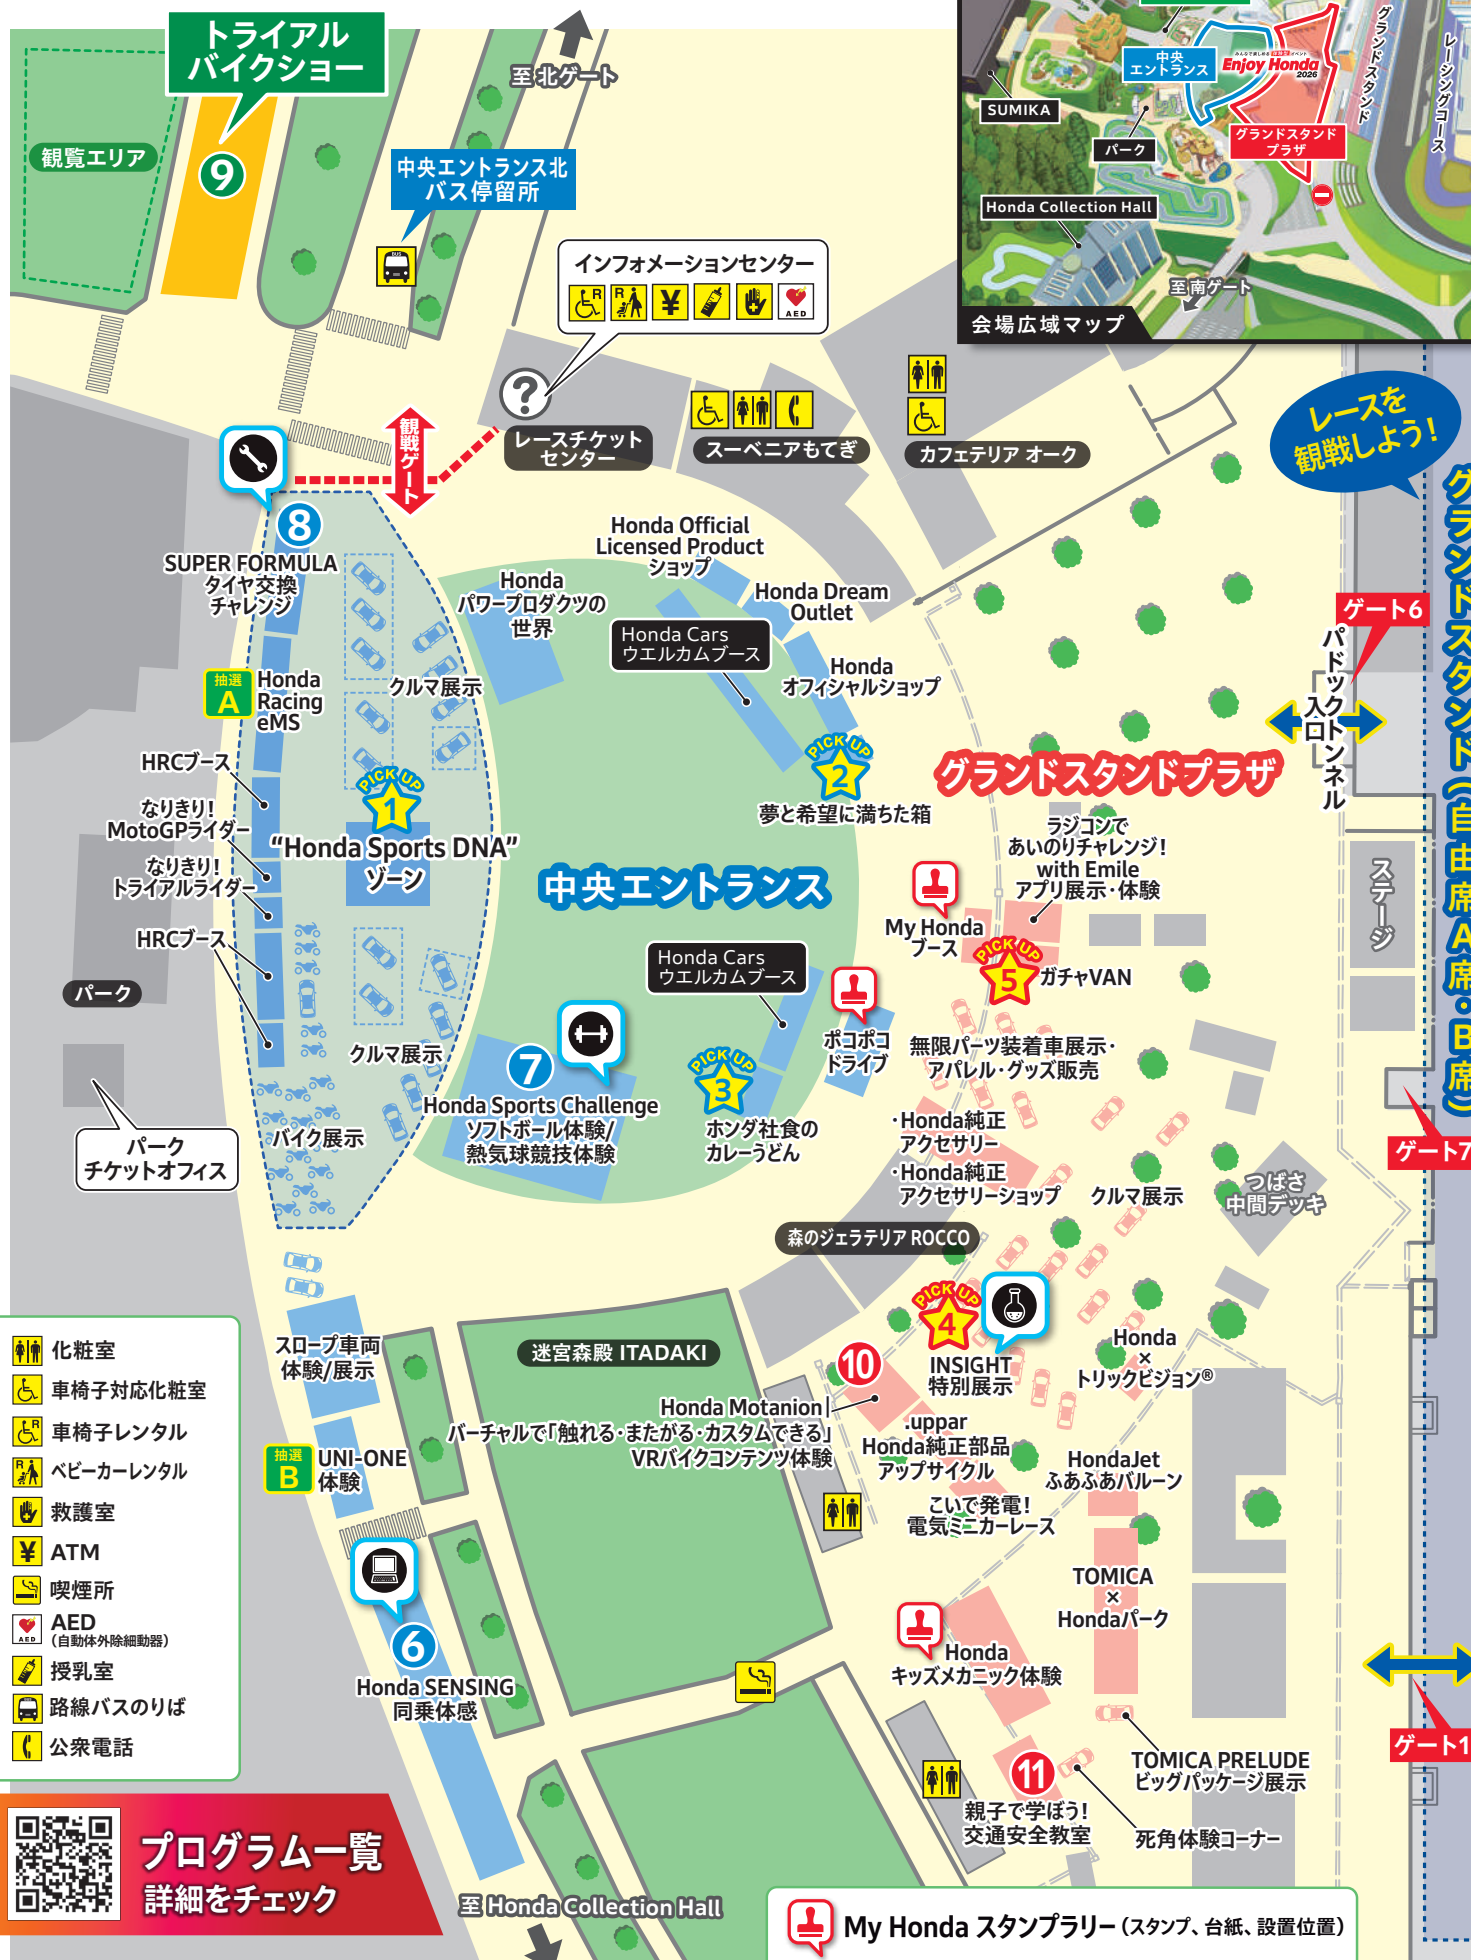 トライアル
バイクショー
至 北ゲート
観覧エリア
9
中央エントランス北
バス停留所
BUS
インフォメーションセンター
R
R
¥
AED
?
レースチケット
センター
スーベニアもてぎ
カフェテリア オーク
観戦ゲート
中央
エントランス
みんなで楽しめる体験型イベント
Enjoy Honda
2026
グランドスタンド
レーシングコース
SUMIKA
パーク
グランドスタンド
プラザ
Honda Collection Hall
至 南ゲート
会場広域マップ
レースを
観戦しよう!
グランドスタンド(自由席A席・B席)
ゲート6
パドックトンネル
入口
ステージ
ゲート7
ゲート1
8
SUPER FORMULA
タイヤ交換
チャレンジ
抽選
A
Honda
Racing
eMS
クルマ展示
HRCブース
なりきり!
MotoGPライダー
なりきり!
トライアルライダー
HRCブース
PICK UP
1
“Honda Sports DNA”
ゾーン
クルマ展示
バイク展示
パーク
パーク
チケットオフィス
Honda
パワープロダクツの
世界
Honda Official
Licensed Product
ショップ
Honda Dream
Outlet
Honda Cars
ウエルカムブース
Honda
オフィシャルショップ
PICK UP
2
夢と希望に満ちた箱
中央エントランス
Honda Cars
ウエルカムブース
ポコポコ
ドライブ
7
Honda Sports Challenge
ソフトボール体験/
熱気球競技体験
PICK UP
3
ホンダ社食の
カレーうどん
グランドスタンドプラザ
ラジコンで
あいのりチャレンジ!
with Emile
アプリ展示・体験
My Honda
ブース
PICK UP
5
ガチャVAN
無限パーツ装着車展示・
アパレル・グッズ販売
・Honda純正
アクセサリー
・Honda純正
アクセサリーショップ
クルマ展示
つばさ
中間デッキ
森のジェラテリア ROCCO
PICK UP
4
INSIGHT
特別展示
Honda
×
トリックビジョン®
10
Honda Motanion
バーチャルで「触れる・またがる・カスタムできる」
VRバイクコンテンツ体験
.uppar
Honda純正部品
アップサイクル
HondaJet
ふあふあバルーン
こいで発電!
電気ミニカーレース
TOMICA
×
Hondaパーク
Honda
キッズメカニック体験
TOMICA PRELUDE
ビッグパッケージ展示
11
親子で学ぼう!
交通安全教室
死角体験コーナー
迷宮森殿 ITADAKI
スロープ車両
体験/展示
抽選
B
UNI-ONE
体験
6
Honda SENSING
同乗体感
至 Honda Collection Hall
化粧室
車椅子対応化粧室
R
車椅子レンタル
R
ベビーカーレンタル
救護室
¥
ATM
喫煙所
AED
AED
(自動体外除細動器)
授乳室
路線バスのりば
公衆電話
プログラム一覧
詳細をチェック
My Honda スタンプラリー(スタンプ、台紙、設置位置)